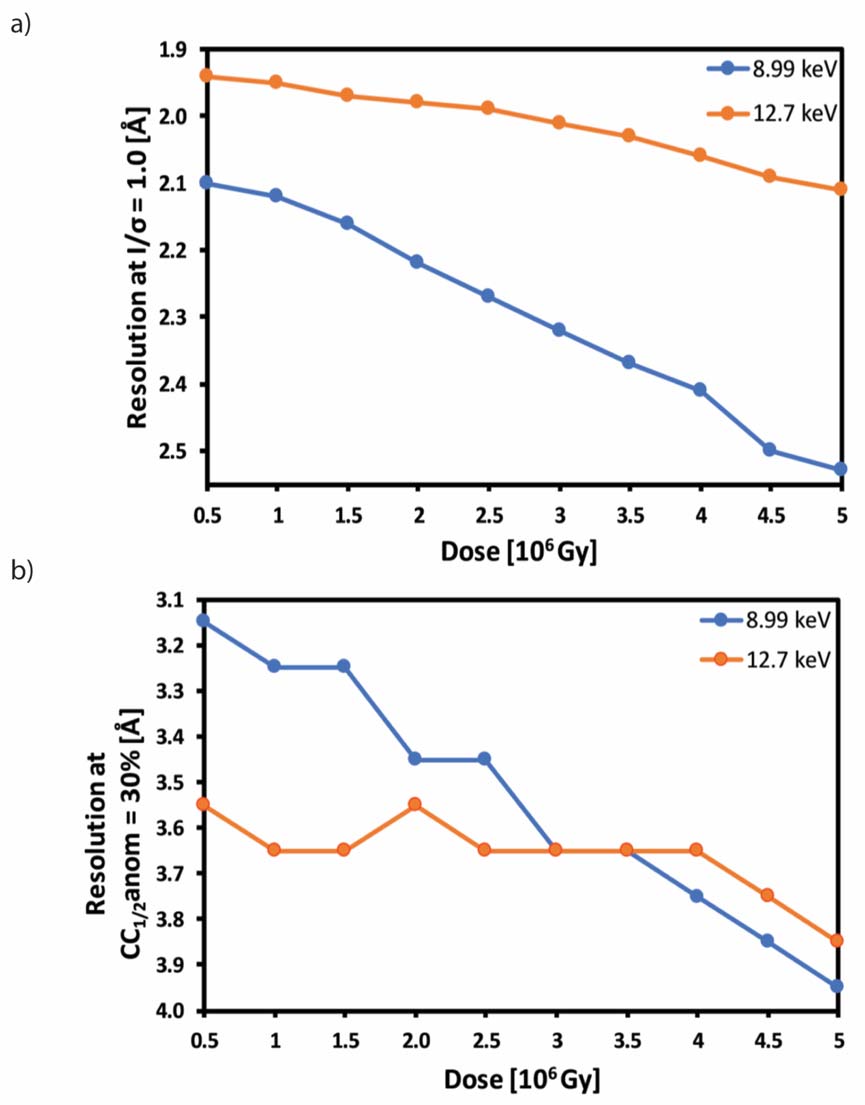 a)
1.9
2.0
2.1
2.2
2.3
2.4
2.5
Resolution at I/σ = 1.0 [Å]
8.99 keV
12.7 keV
0.5 1 1.5 2 2.5 3 3.5 4 4.5 5
Dose [10⁶ Gy]
b)
3.1
3.2
3.3
3.4
3.5
3.6
3.7
3.8
3.9
4.0
Resolution at
CC₁/₂anom = 30% [Å]
8.99 keV
12.7 keV
0.5 1 1.5 2.0 2.5 3 3.5 4 4.5 5
Dose [10⁶ Gy]